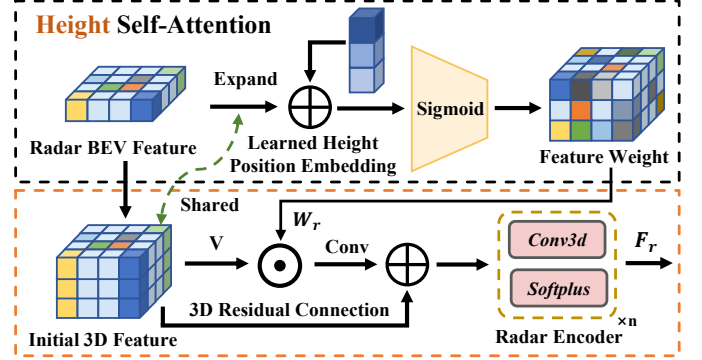 Height Self-Attention
Expand
Sigmoid
Radar BEV Feature
Learned Height
Position Embedding
Feature Weight
Shared
W_r
V
Conv
Conv3d
F_r
Softplus
3D Residual Connection
Initial 3D Feature
Radar Encoder ×n